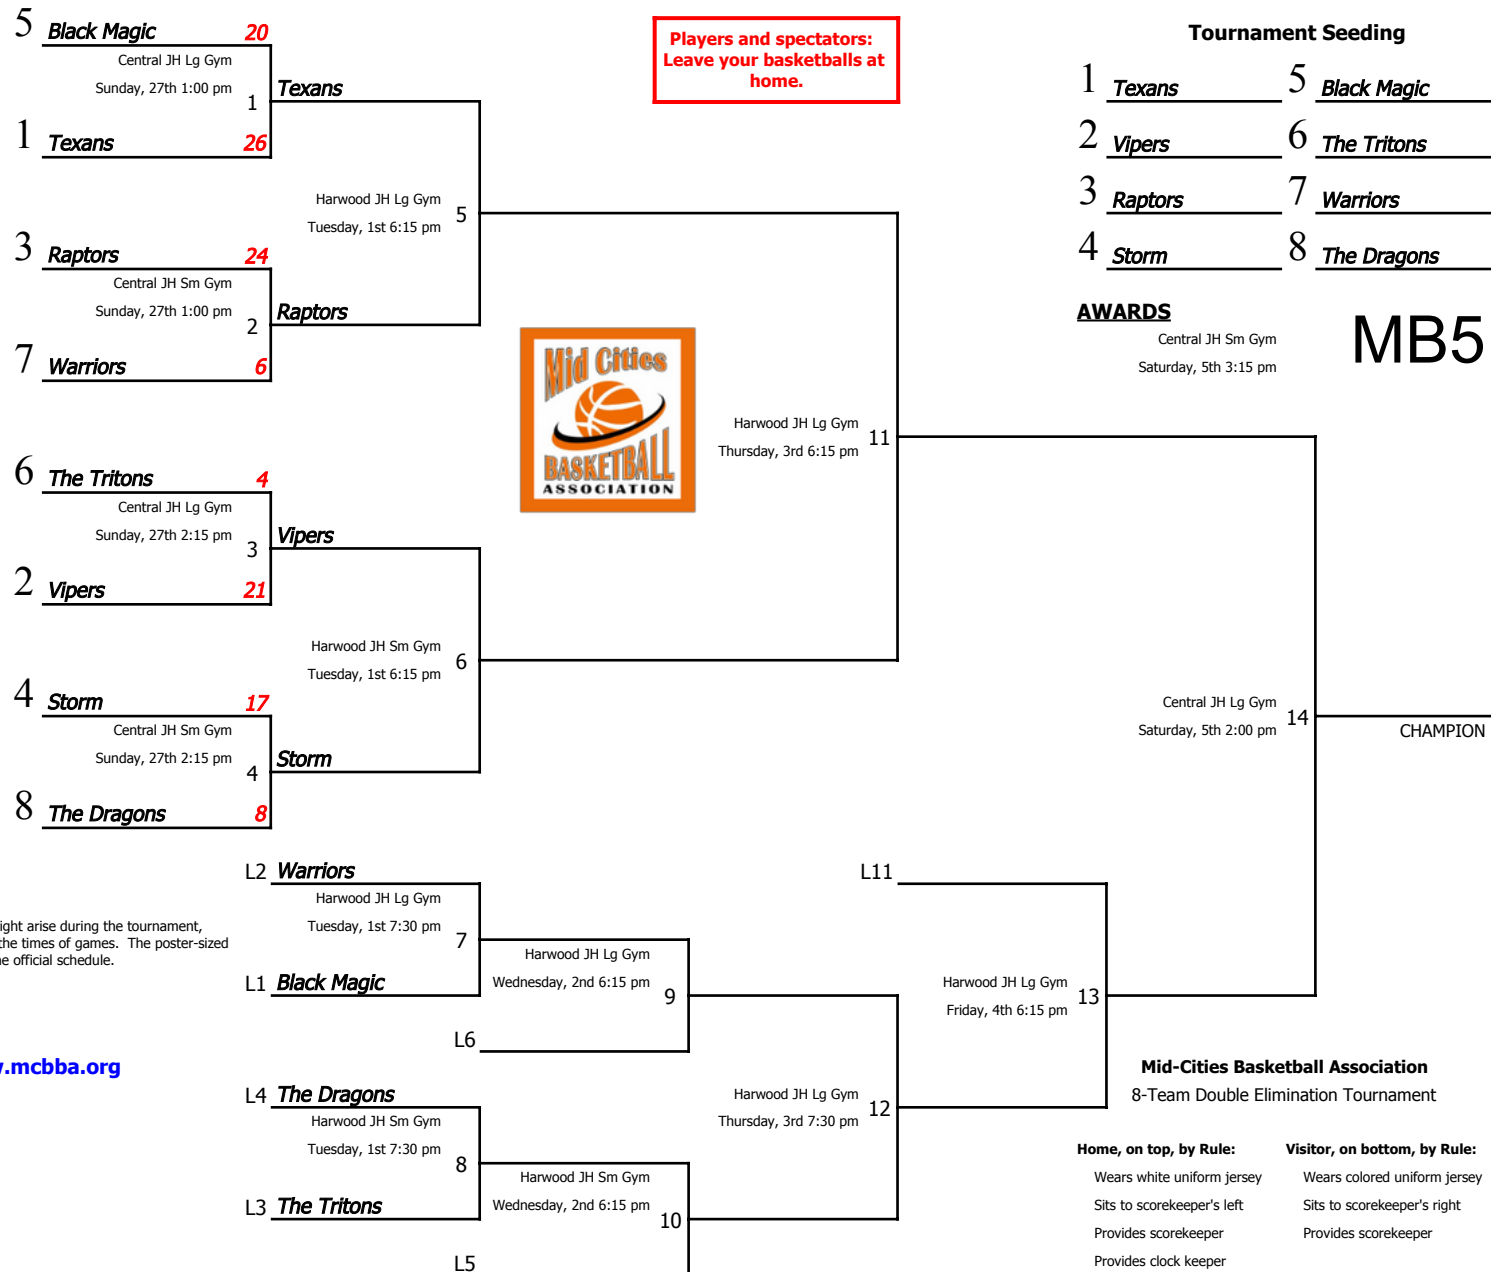 5 Black Magic 20
Central JH Lg Gym
Sunday, 27th 1:00 pm
1 Texans
1 Texans 26
Harwood JH Lg Gym
Tuesday, 1st 6:15 pm
5
3 Raptors 24
Central JH Sm Gym
Sunday, 27th 1:00 pm
2 Raptors
7 Warriors 6
6 The Tritons 4
Central JH Lg Gym
Sunday, 27th 2:15 pm
3 Vipers
2 Vipers 21
Harwood JH Sm Gym
Tuesday, 1st 6:15 pm
6
4 Storm 17
Central JH Sm Gym
Sunday, 27th 2:15 pm
4 Storm
8 The Dragons 8
Players and spectators:
Leave your basketballs at
home.
Mid Cities
BASKETBALL
ASSOCIATION
Harwood JH Lg Gym
Thursday, 3rd 6:15 pm
11
Tournament Seeding
1 Texans 5 Black Magic
2 Vipers 6 The Tritons
3 Raptors 7 Warriors
4 Storm 8 The Dragons
AWARDS
Central JH Sm Gym
Saturday, 5th 3:15 pm
MB5
Central JH Lg Gym
Saturday, 5th 2:00 pm
14
CHAMPION
L2 Warriors
Harwood JH Lg Gym
Tuesday, 1st 7:30 pm
7
L1 Black Magic
Harwood JH Lg Gym
Wednesday, 2nd 6:15 pm
9
L6
L4 The Dragons
Harwood JH Sm Gym
Tuesday, 1st 7:30 pm
8
L3 The Tritons
Harwood JH Sm Gym
Wednesday, 2nd 6:15 pm
10
L5
Harwood JH Lg Gym
Thursday, 3rd 7:30 pm
12
L11
Harwood JH Lg Gym
Friday, 4th 6:15 pm
13
ight arise during the tournament,
the times of games. The poster-sized
e official schedule.
.mcbba.org
Mid-Cities Basketball Association
8-Team Double Elimination Tournament
Home, on top, by Rule:
Wears white uniform jersey
Sits to scorekeeper's left
Provides scorekeeper
Provides clock keeper
Visitor, on bottom, by Rule:
Wears colored uniform jersey
Sits to scorekeeper's right
Provides scorekeeper